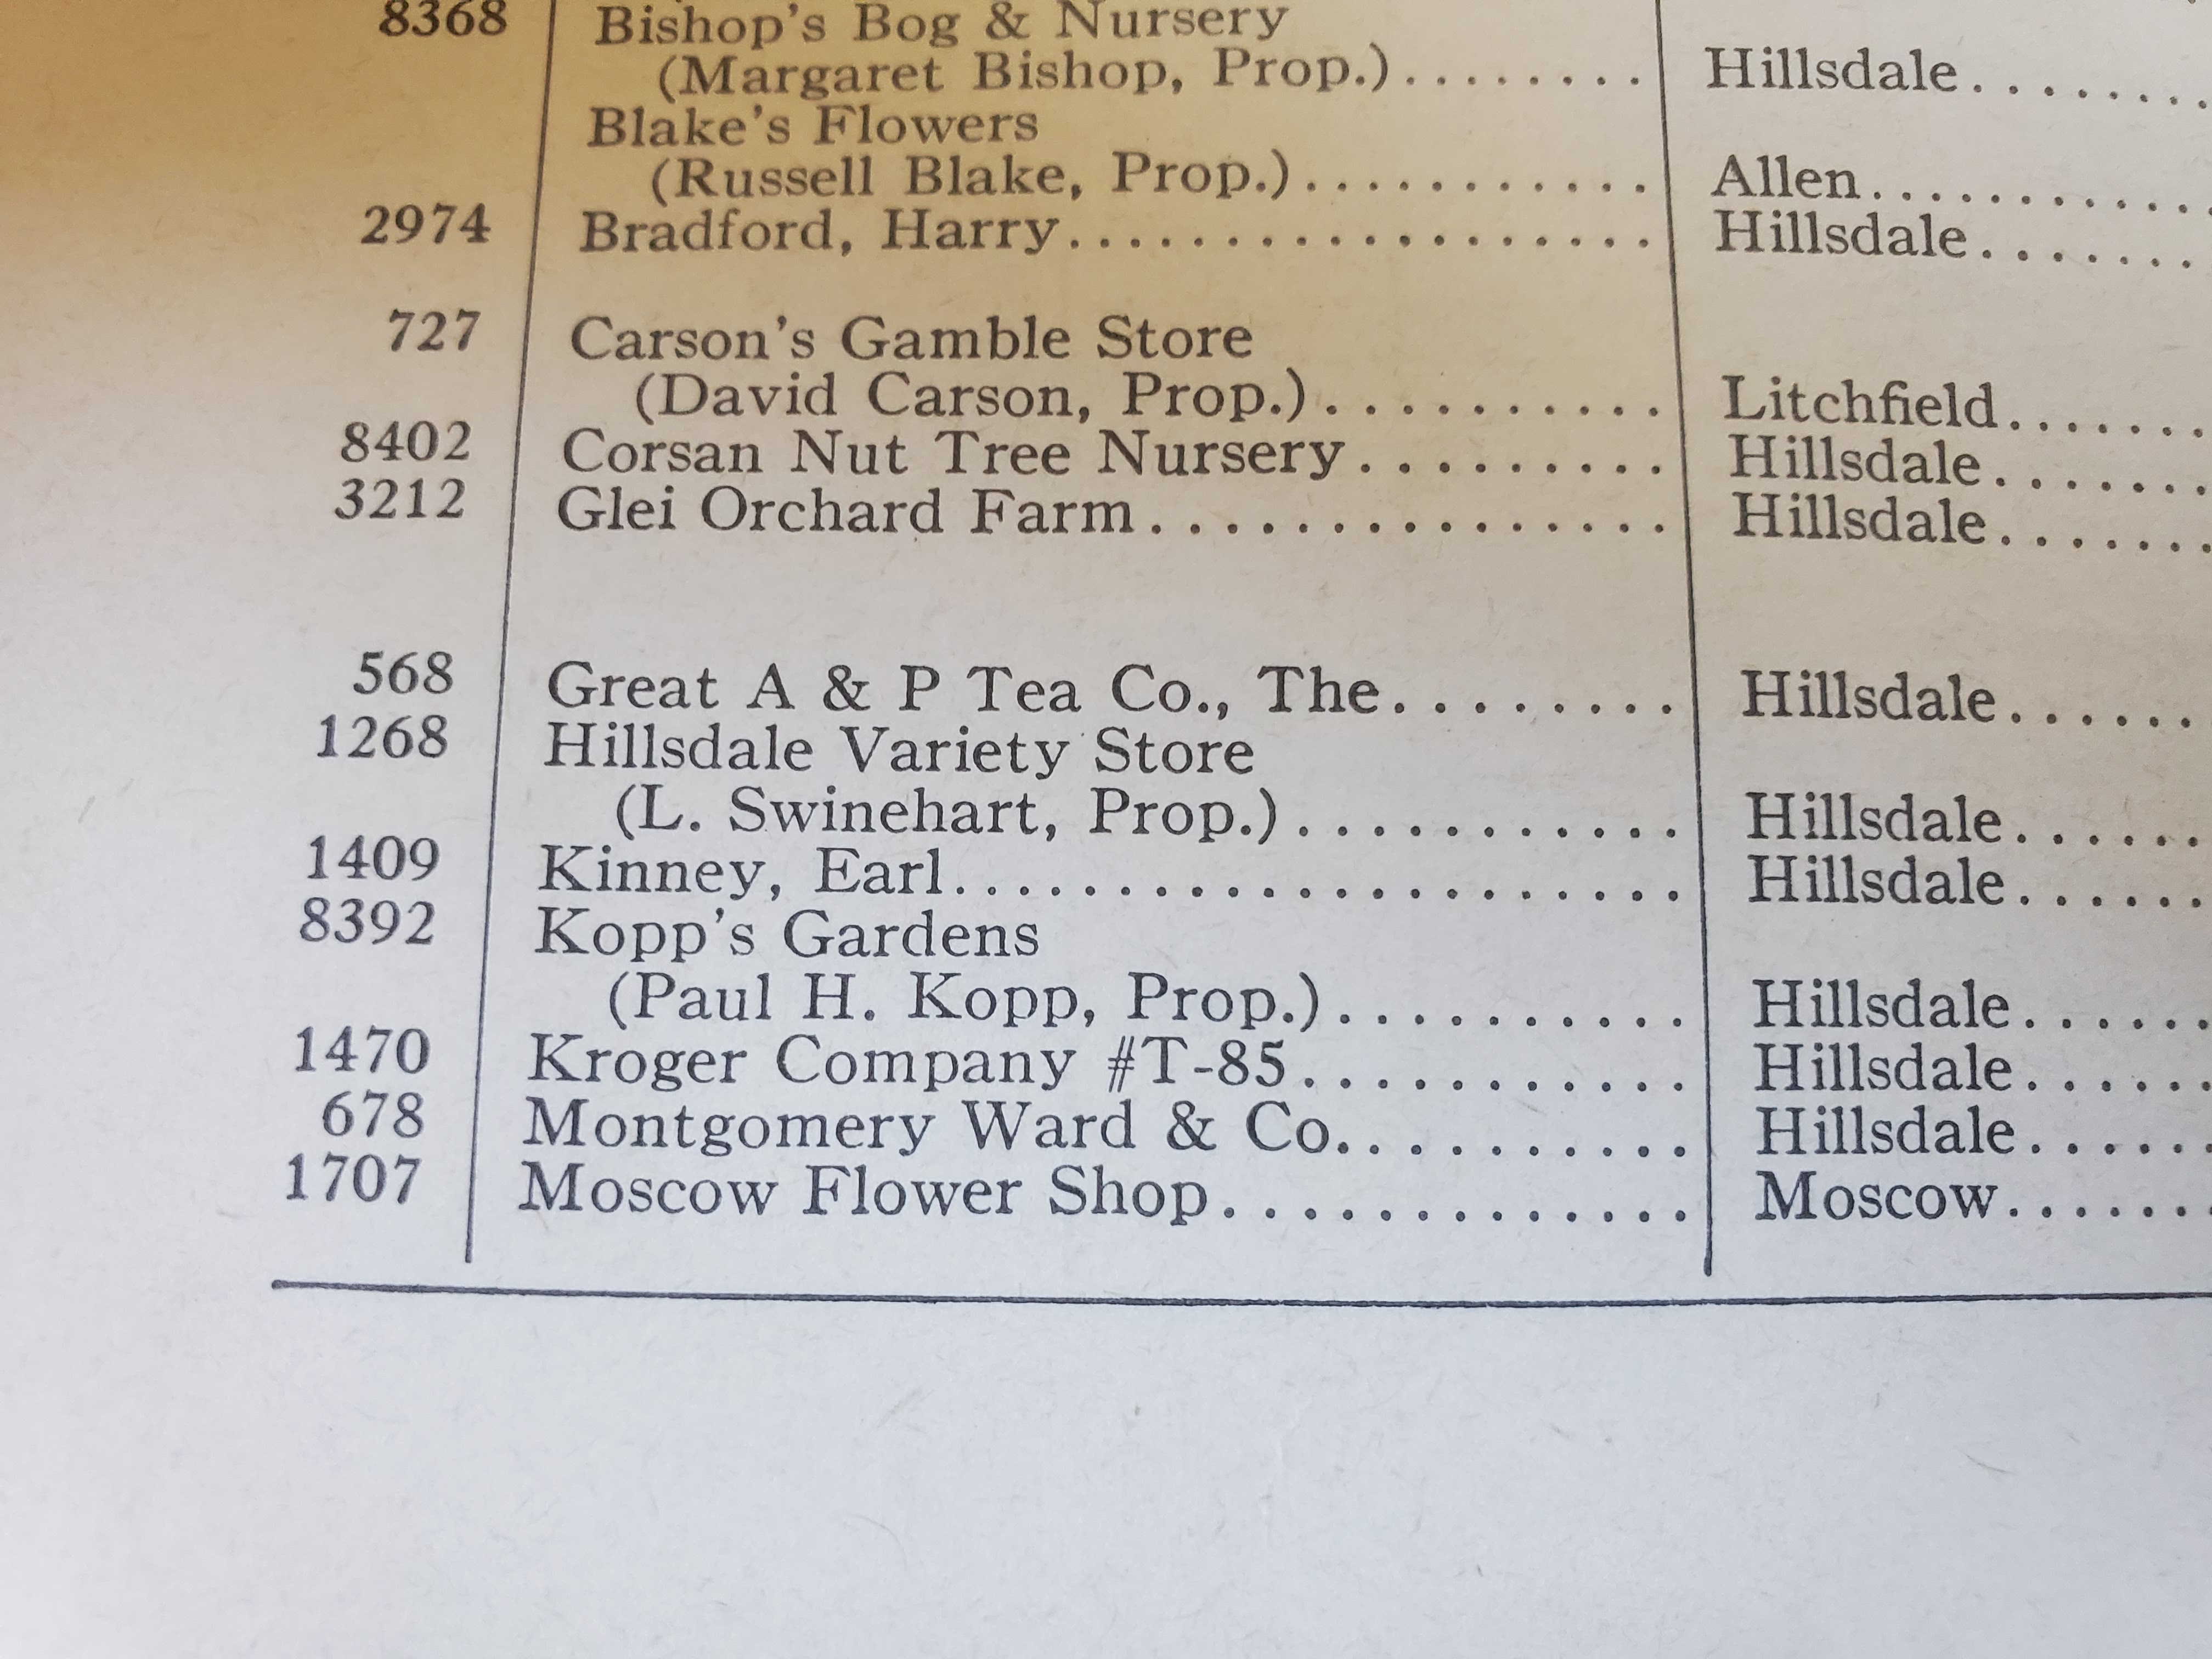 8368 Bishop's Bog & Nursery
(Margaret Bishop, Prop.)........ Hillsdale........
Blake's Flowers
(Russell Blake, Prop.)........... Allen............
2974 Bradford, Harry.................. Hillsdale.......
727 Carson's Gamble Store
(David Carson, Prop.)........... Litchfield.......
8402 Corsan Nut Tree Nursery......... Hillsdale.......
3212 Glei Orchard Farm............... Hillsdale.......
568 Great A & P Tea Co., The........ Hillsdale......
1268 Hillsdale Variety Store
(L. Swinehart, Prop.)........... Hillsdale......
1409 Kinney, Earl..................... Hillsdale......
8392 Kopp's Gardens
(Paul H. Kopp, Prop.)........... Hillsdale......
1470 Kroger Company #T-85............ Hillsdale......
678 Montgomery Ward & Co........... Hillsdale......
1707 Moscow Flower Shop.............. Moscow.......